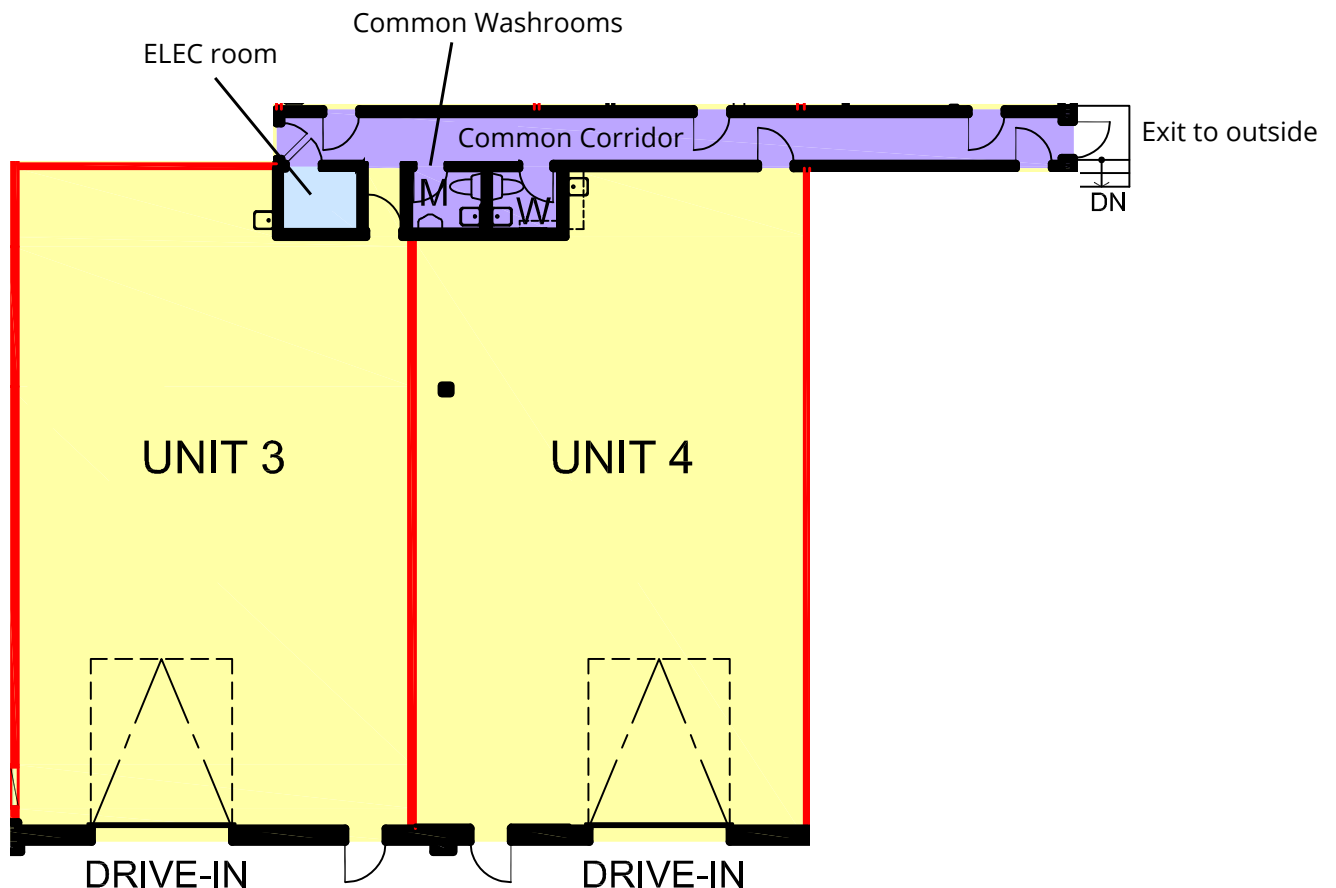 Common Washrooms
ELEC room
Common Corridor
Exit to outside
M
W
DN
UNIT 3
UNIT 4
DRIVE-IN
DRIVE-IN